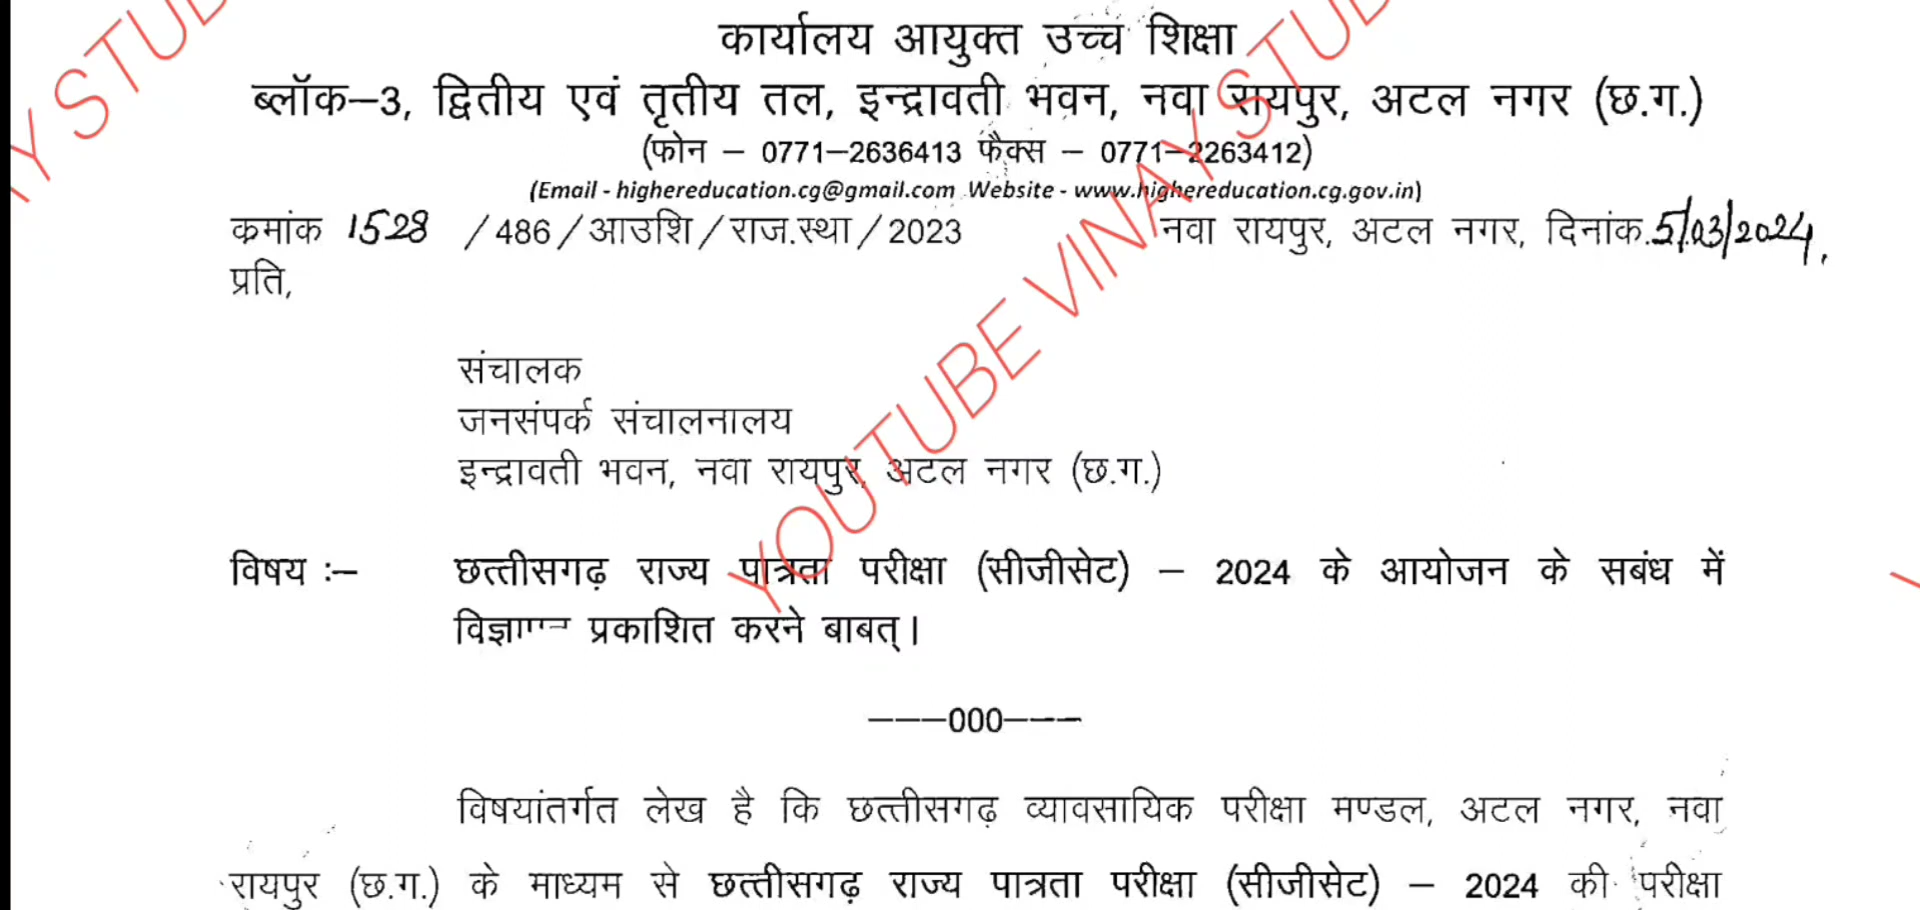 कार्यालय आयुक्त उच्च शिक्षा
ब्लॉक–3, द्वितीय एवं तृतीय तल, इन्द्रावती भवन, नवा रायपुर, अटल नगर (छ.ग.)
(फोन – 0771–2636413 फैक्स – 0771–2263412)
(Email - highereducation.cg@gmail.com Website - www.highereducation.cg.gov.in)
क्रमांक 1528 /486/आउशि/राज.स्था/2023 नवा रायपुर, अटल नगर, दिनांक.5/03/2024,
प्रति,
संचालक
जनसंपर्क संचालनालय
इन्द्रावती भवन, नवा रायपुर, अटल नगर (छ.ग.)
विषय :– छत्तीसगढ़ राज्य पात्रता परीक्षा (सीजीसेट) – 2024 के आयोजन के सबंध में
प्रकाशित करने बाबत्।
–––000–––
विषयांतर्गत लेख है कि छत्तीसगढ़ व्यावसायिक परीक्षा मण्डल, अटल नगर, नवा
रायपुर (छ.ग.) के माध्यम से छत्तीसगढ़ राज्य पात्रता परीक्षा (सीजीसेट) – 2024 की परीक्षा
YOUTUBE VINAY STUD
Y STUD